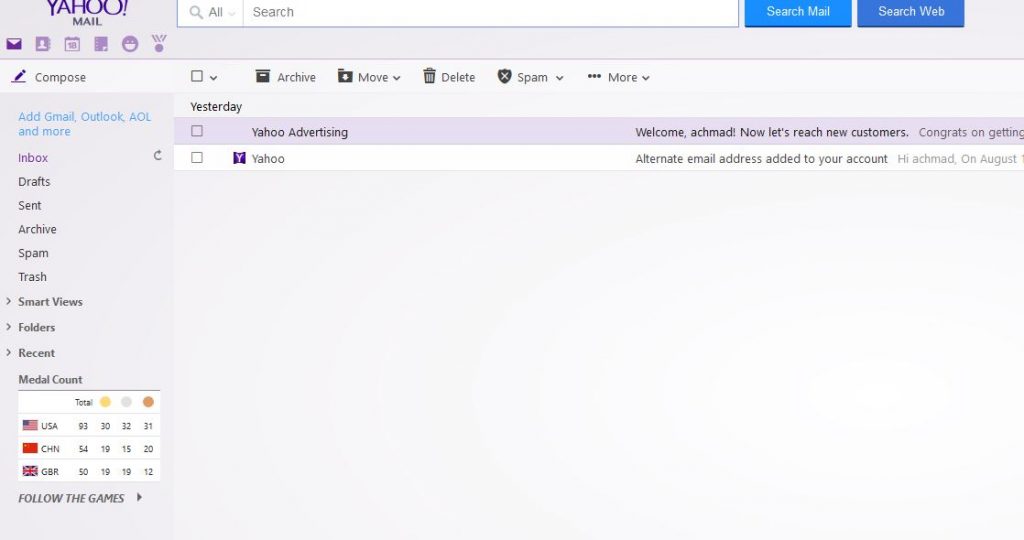 YAHOO!
MAIL
All Search Search Mail Search Web
18
Compose Archive Move Delete Spam More
Yesterday
Add Gmail, Outlook, AOL
and more
Yahoo Advertising Welcome, achmad! Now let's reach new customers. Congrats on getting
Inbox
Yahoo Alternate email address added to your account Hi achmad, On August 1
Drafts
Sent
Archive
Spam
Trash
Smart Views
Folders
Recent
Medal Count
Total
USA 93 30 32 31
CHN 54 19 15 20
GBR 50 19 19 12
FOLLOW THE GAMES